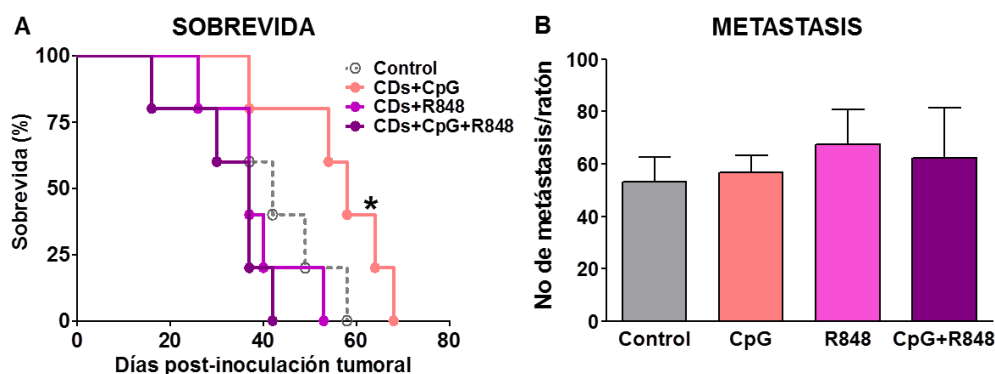 A
SOBREVIDA
100
75
50
25
0
Sobrevida (%)
0 20 40 60 80
Días post-inoculación tumoral
Control
CDs+CpG
CDs+R848
CDs+CpG+R848
*
B
METASTASIS
100
80
60
40
20
0
No de metástasis/ratón
Control CpG R848 CpG+R848